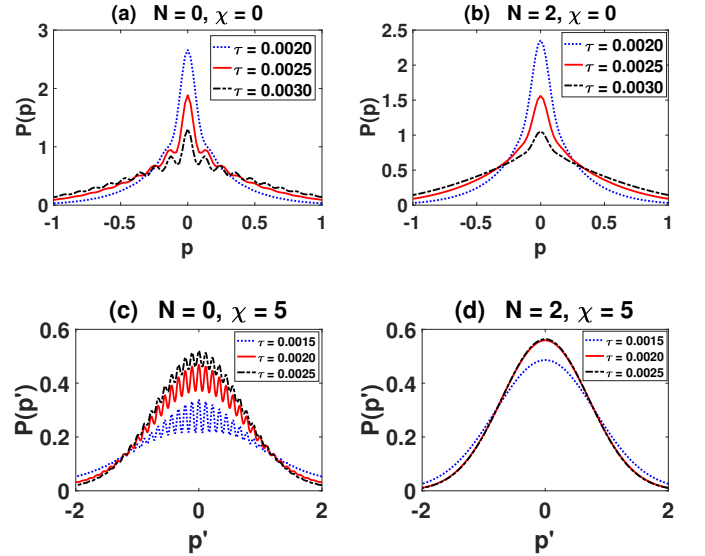 (a) N = 0, χ = 0
P(p)
3
2
1
0
τ = 0.0020
τ = 0.0025
τ = 0.0030
-1 -0.5 0 0.5 1
p
(b) N = 2, χ = 0
P(p)
2.5
2
1.5
1
0.5
0
τ = 0.0020
τ = 0.0025
τ = 0.0030
-1 -0.5 0 0.5 1
p
(c) N = 0, χ = 5
P(p')
0.6
0.4
0.2
0
τ = 0.0015
τ = 0.0020
τ = 0.0025
-2 0 2
p'
(d) N = 2, χ = 5
P(p')
0.6
0.4
0.2
0
τ = 0.0015
τ = 0.0020
τ = 0.0025
-2 0 2
p'